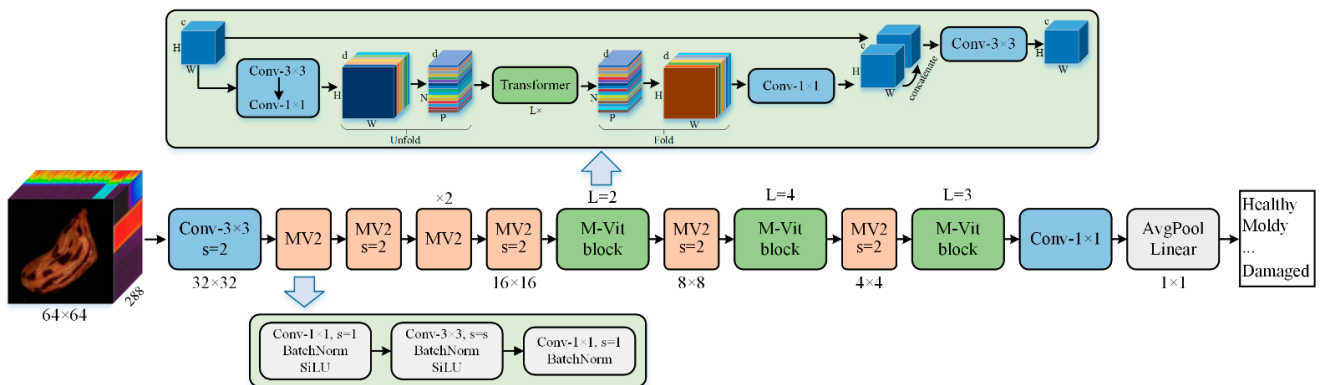 c
H
W
Conv-3×3
Conv-1×1
d
H
W
d
N
P
Unfold
Transformer
L×
d
N
P
d
H
W
Fold
Conv-1×1
c
H
W
concatenate
Conv-3×3
c
H
W
64×64
288
Conv-3×3
s=2
32×32
MV2
MV2
s=2
×2
MV2
MV2
s=2
16×16
L=2
M-Vit
block
MV2
s=2
8×8
L=4
M-Vit
block
MV2
s=2
4×4
L=3
M-Vit
block
Conv-1×1
AvgPool
Linear
1×1
Healthy
Moldy
...
Damaged
Conv-1×1, s=1
BatchNorm
SiLU
Conv-3×3, s=s
BatchNorm
SiLU
Conv-1×1, s=1
BatchNorm